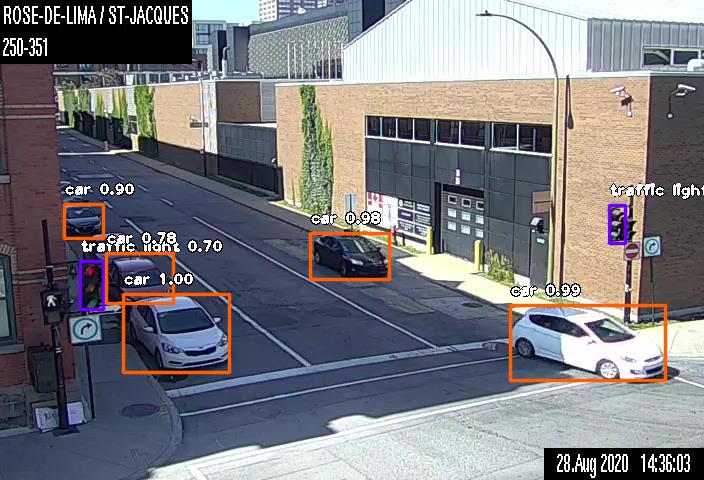 ROSE-DE-LIMA / ST-JACQUES
250-351
car 0.90
traffic light
car 0.98
car 0.78
traffic light 0.70
car 1.00
car 0.99
28.Aug 2020 14:36:03